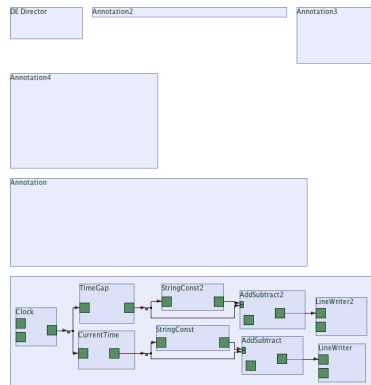 DE Director
Annotation2
Annotation3
Annotation4
Annotation
TimeGap
StringConst2
AddSubtract2
LineWriter2
Clock
CurrentTime
StringConst
AddSubtract
LineWriter